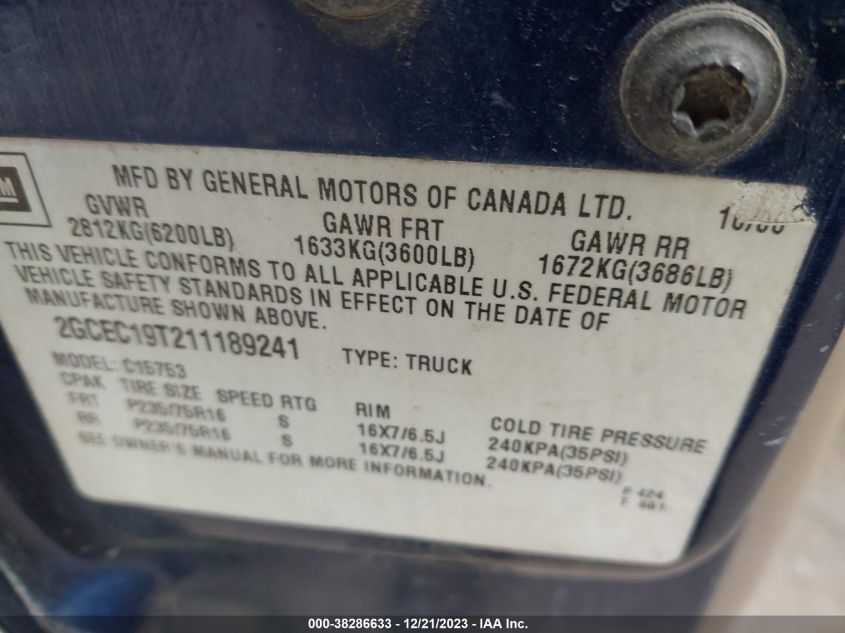 GM
MFD BY GENERAL MOTORS OF CANADA LTD. 10/00
GVWR GAWR FRT GAWR RR
2812KG(6200LB) 1633KG(3600LB) 1672KG(3686LB)
THIS VEHICLE CONFORMS TO ALL APPLICABLE U.S. FEDERAL MOTOR
VEHICLE SAFETY STANDARDS IN EFFECT ON THE DATE OF
MANUFACTURE SHOWN ABOVE.
2GCEC19T211189241 TYPE: TRUCK
MODEL: C15753
CPAK TIRE SIZE SPEED RTG RIM COLD TIRE PRESSURE
FRT P235/75R16 S 16X7/6.5J 240KPA(35PSI)
RR P235/75R16 S 16X7/6.5J 240KPA(35PSI)
SEE OWNER'S MANUAL FOR MORE INFORMATION.
000-38286633 - 12/21/2023 - IAA Inc.